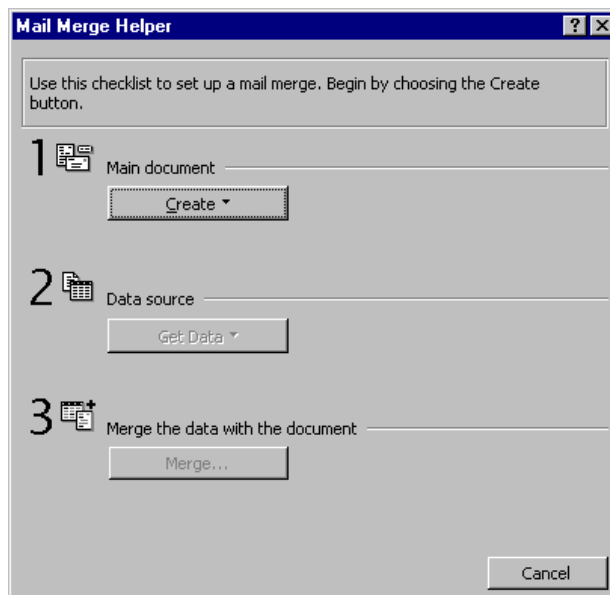 Mail Merge Helper
Use this checklist to set up a mail merge. Begin by choosing the Create
button.
1 Main document
Create
2 Data source
Get Data
3 Merge the data with the document
Merge...
Cancel